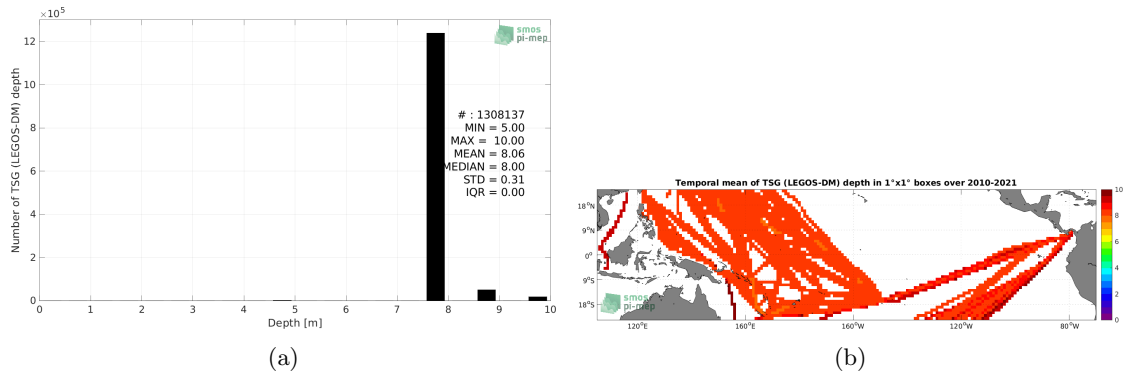 ×10⁵
12
10
8
6
4
2
0
Number of TSG (LEGOS-DM) depth
smos
pi-mep
# : 1308137
MIN = 5.00
MAX = 10.00
MEAN = 8.06
MEDIAN = 8.00
STD = 0.31
IQR = 0.00
0 1 2 3 4 5 6 7 8 9 10
Depth [m]
(a)
Temporal mean of TSG (LEGOS-DM) depth in 1°x1° boxes over 2010-2021
18°N
9°N
0°
9°S
18°S
smos
pi-mep
120°E 160°E 160°W 120°W 80°W
10
8
6
4
2
0
(b)